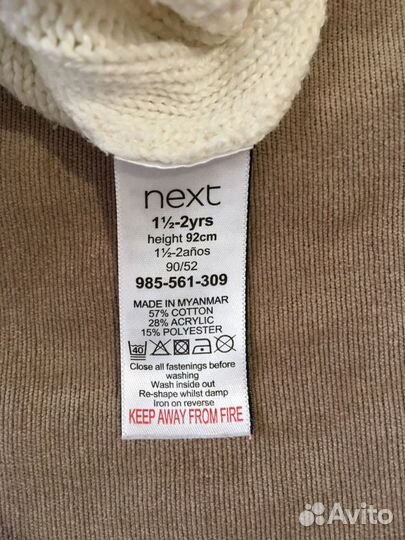 next
1½-2yrs
height 92cm
1½-2años
90/52
985-561-309
MADE IN MYANMAR
57% COTTON
28% ACRYLIC
15% POLYESTER
40
Close all fastenings before
washing
Wash inside out
Re-shape whilst damp
Iron on reverse
KEEP AWAY FROM FIRE
Avito